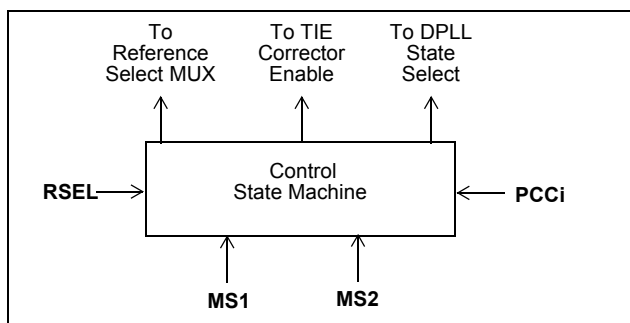 To
Reference
Select MUX
To TIE
Corrector
Enable
To DPLL
State
Select
Control
State Machine
RSEL
PCCi
MS1
MS2